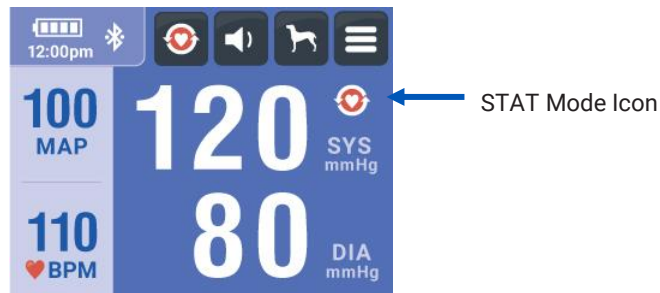 12:00pm
100
MAP
110
BPM
120
SYS
mmHg
80
DIA
mmHg
STAT Mode Icon